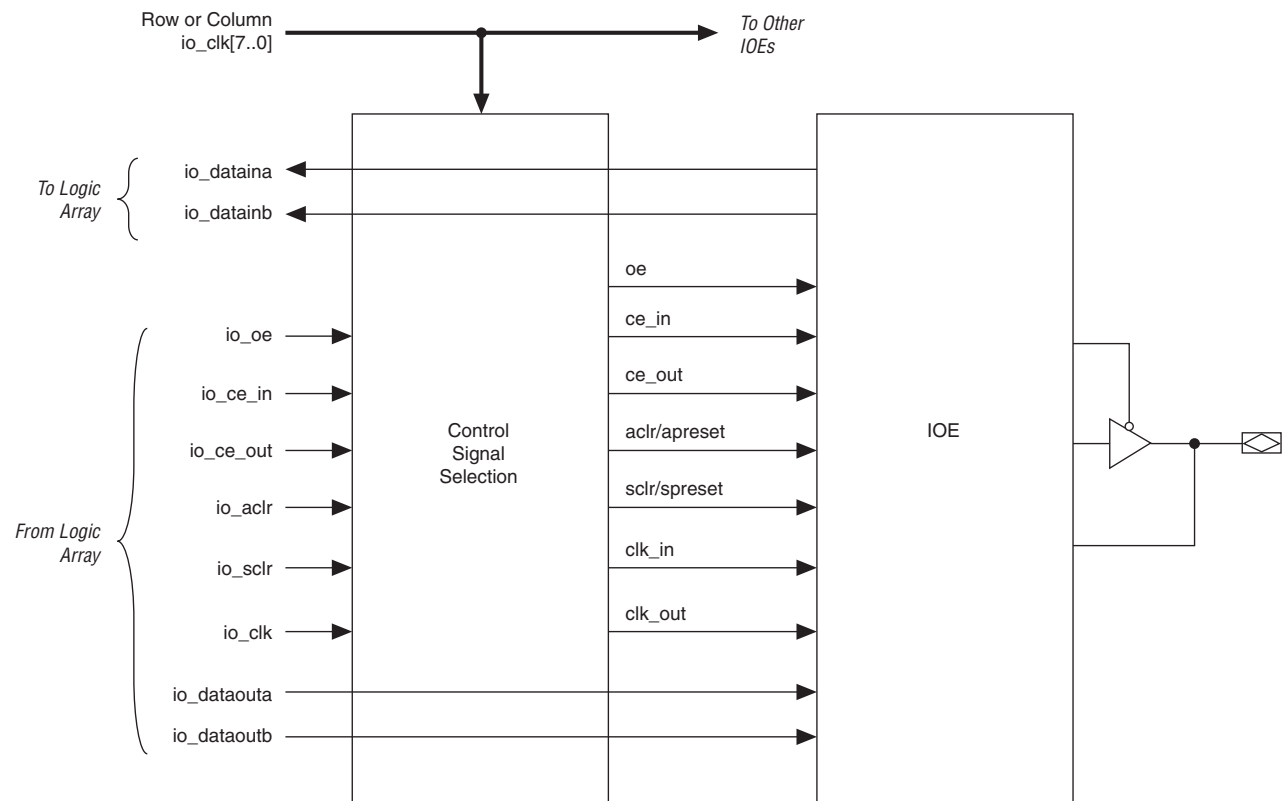 Row or Column
io_clk[7..0]
To Other
IOEs
To Logic
Array
io_dataina
io_datainb
oe
io_oe
ce_in
io_ce_in
ce_out
io_ce_out
Control
Signal
Selection
aclr/apreset
IOE
io_aclr
sclr/spreset
From Logic
Array
io_sclr
clk_in
io_clk
clk_out
io_dataouta
io_dataoutb